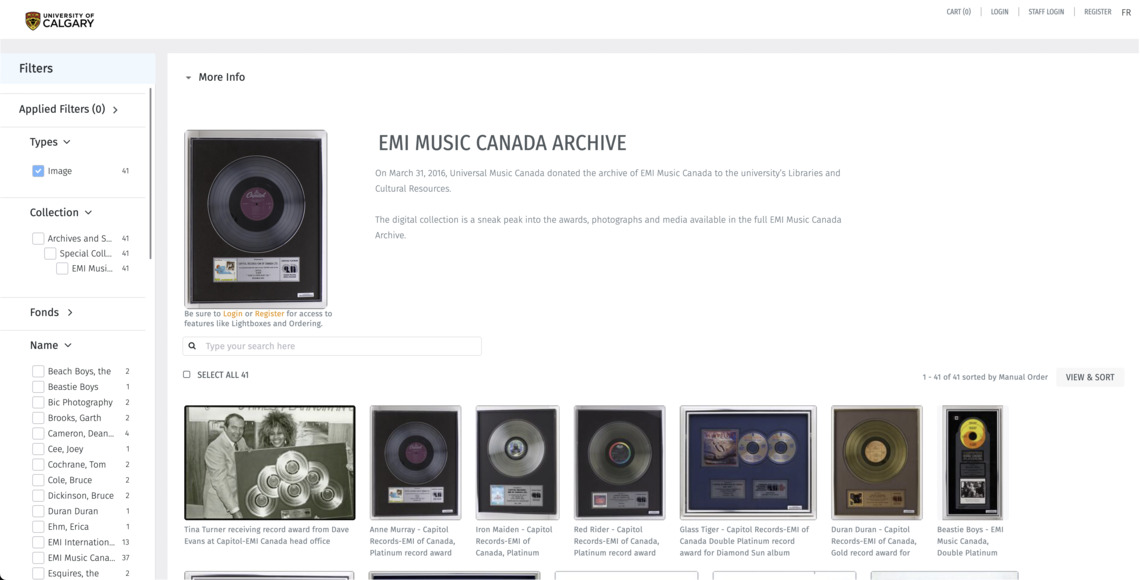 UNIVERSITY OF
CALGARY
CART (0)
LOGIN
STAFF LOGIN
REGISTER
FR
Filters
Applied Filters (0)
Types
Image 41
Collection
Archives and S... 41
Special Coll... 41
EMI Musi... 41
Fonds
Name
Beach Boys, the 2
Beastie Boys 1
Bic Photography 2
Brooks, Garth 2
Cameron, Dean... 4
Cee, Joey 1
Cochrane, Tom 2
Cole, Bruce 2
Dickinson, Bruce 2
Duran Duran 1
Ehm, Erica 1
EMI Internation... 13
EMI Music Cana... 37
Esquires, the 2
More Info
EMI MUSIC CANADA ARCHIVE
On March 31, 2016, Universal Music Canada donated the archive of EMI Music Canada to the university's Libraries and
Cultural Resources.
The digital collection is a sneak peak into the awards, photographs and media available in the full EMI Music Canada
Archive.
Capitol
Be sure to Login or Register for access to
features like Lightboxes and Ordering.
Type your search here
SELECT ALL 41
1 - 41 of 41 sorted by Manual Order
VIEW & SORT
Tina Turner receiving record award from Dave
Evans at Capitol-EMI Canada head office
Anne Murray - Capitol
Records-EMI of Canada,
Platinum record award
Iron Maiden - Capitol
Records-EMI of
Canada, Platinum
Red Rider - Capitol
Records-EMI of Canada,
Platinum record award
Glass Tiger - Capitol Records-EMI of
Canada Double Platinum record
award for Diamond Sun album
Duran Duran - Capitol
Records-EMI of Canada,
Gold record award for
Beastie Boys - EMI
Music Canada,
Double Platinum